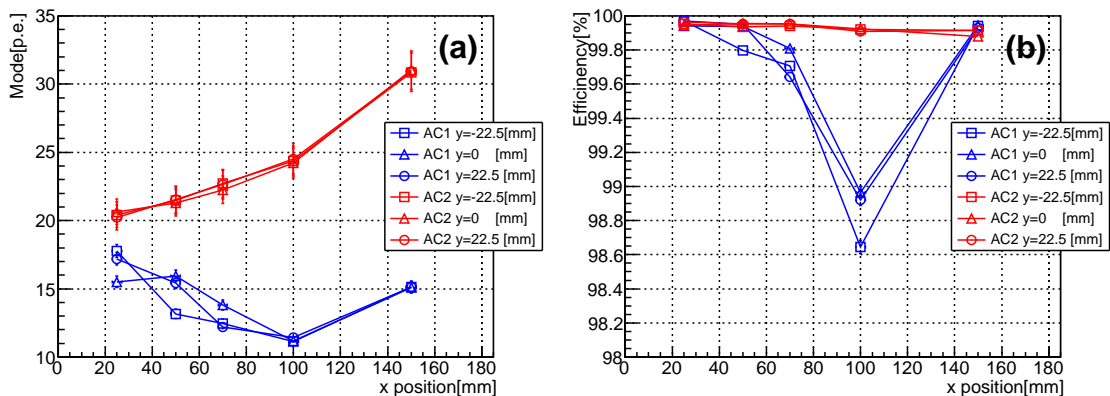 (a)
Mode[p.e.]
35
30
25
20
15
10
0 20 40 60 80 100 120 140 160 180
x position[mm]
AC1 y=-22.5[mm]
AC1 y=0 [mm]
AC1 y=22.5 [mm]
AC2 y=-22.5[mm]
AC2 y=0 [mm]
AC2 y=22.5 [mm]
(b)
Efficinency[%]
100
99.8
99.6
99.4
99.2
99
98.8
98.6
98.4
98.2
98
0 20 40 60 80 100 120 140 160 180
x position[mm]
AC1 y=-22.5[mm]
AC1 y=0 [mm]
AC1 y=22.5 [mm]
AC2 y=-22.5[mm]
AC2 y=0 [mm]
AC2 y=22.5 [mm]